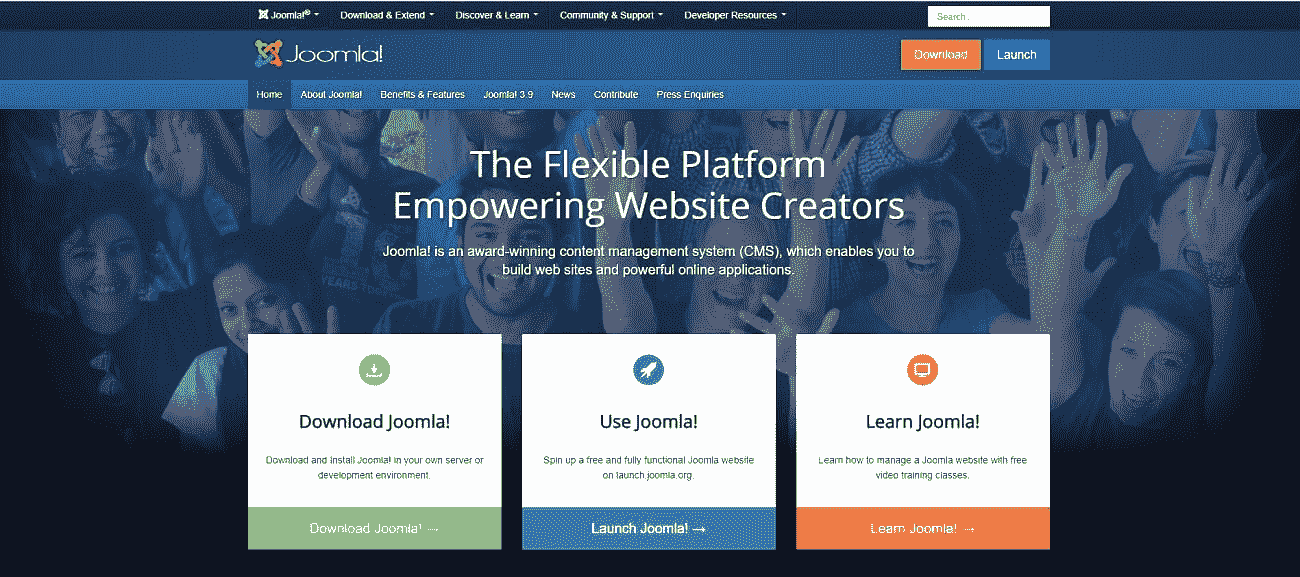 Joomla!® Download & Extend Discover & Learn Community & Support Developer Resources Search .
Joomla! Download Launch
Home About Joomla! Benefits & Features Joomla! 3.9 News Contribute Press Enquiries
The Flexible Platform
Empowering Website Creators
Joomla! is an award-winning content management system (CMS), which enables you to
build web sites and powerful online applications.
Download Joomla!
Download and install Joomla! in your own server or
development environment.
Download Joomla! →
Use Joomla!
Spin up a free and fully functional Joomla website
on launch.joomla.org.
Launch Joomla! →
Learn Joomla!
Learn how to manage a Joomla website with free
video training classes.
Learn Joomla! →